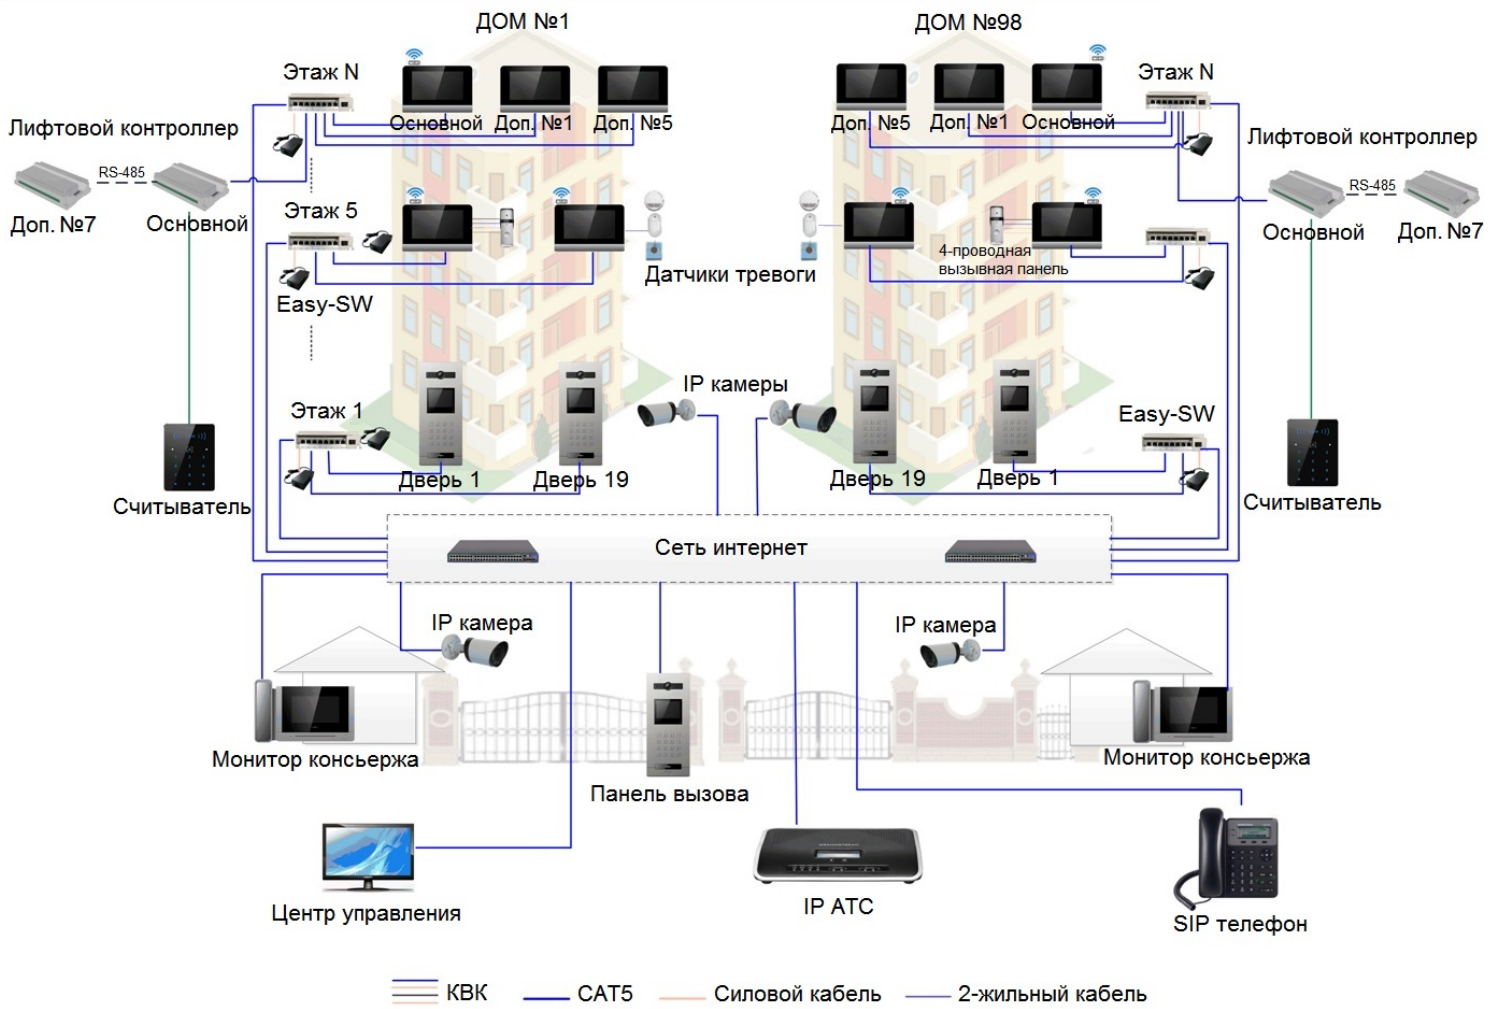 ДОМ №1
ДОМ №98
Этаж N
Этаж N
Основной
Доп. №1
Доп. №5
Доп. №5
Доп. №1
Основной
Лифтовой контроллер
Лифтовой контроллер
RS-485
RS-485
Доп. №7
Основной
Этаж 5
Основной
Доп. №7
4-проводная
вызывная панель
Датчики тревоги
Easy-SW
IP камеры
Этаж 1
Easy-SW
Дверь 1
Дверь 19
Дверь 19
Дверь 1
Считыватель
Считыватель
Сеть интернет
IP камера
IP камера
Монитор консьержа
Монитор консьержа
Панель вызова
Центр управления
IP АТС
SIP телефон
КВК
CAT5
Силовой кабель
2-жильный кабель